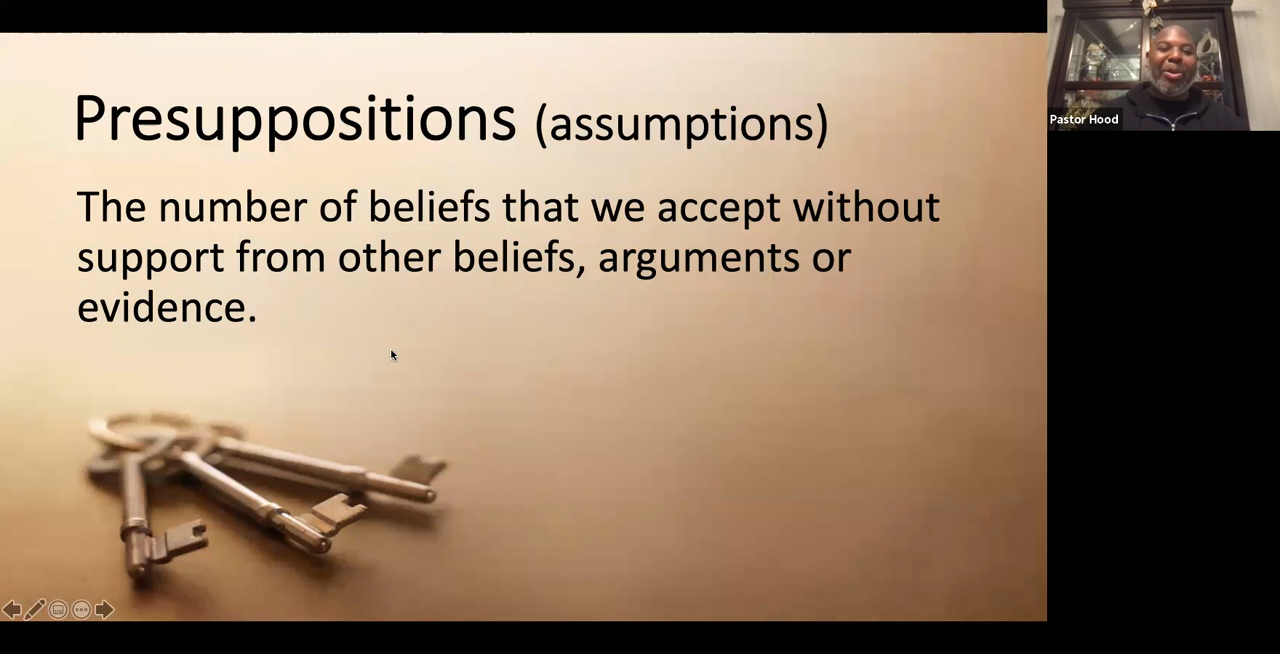 Presuppositions (assumptions)
The number of beliefs that we accept without
support from other beliefs, arguments or
evidence.
Pastor Hood